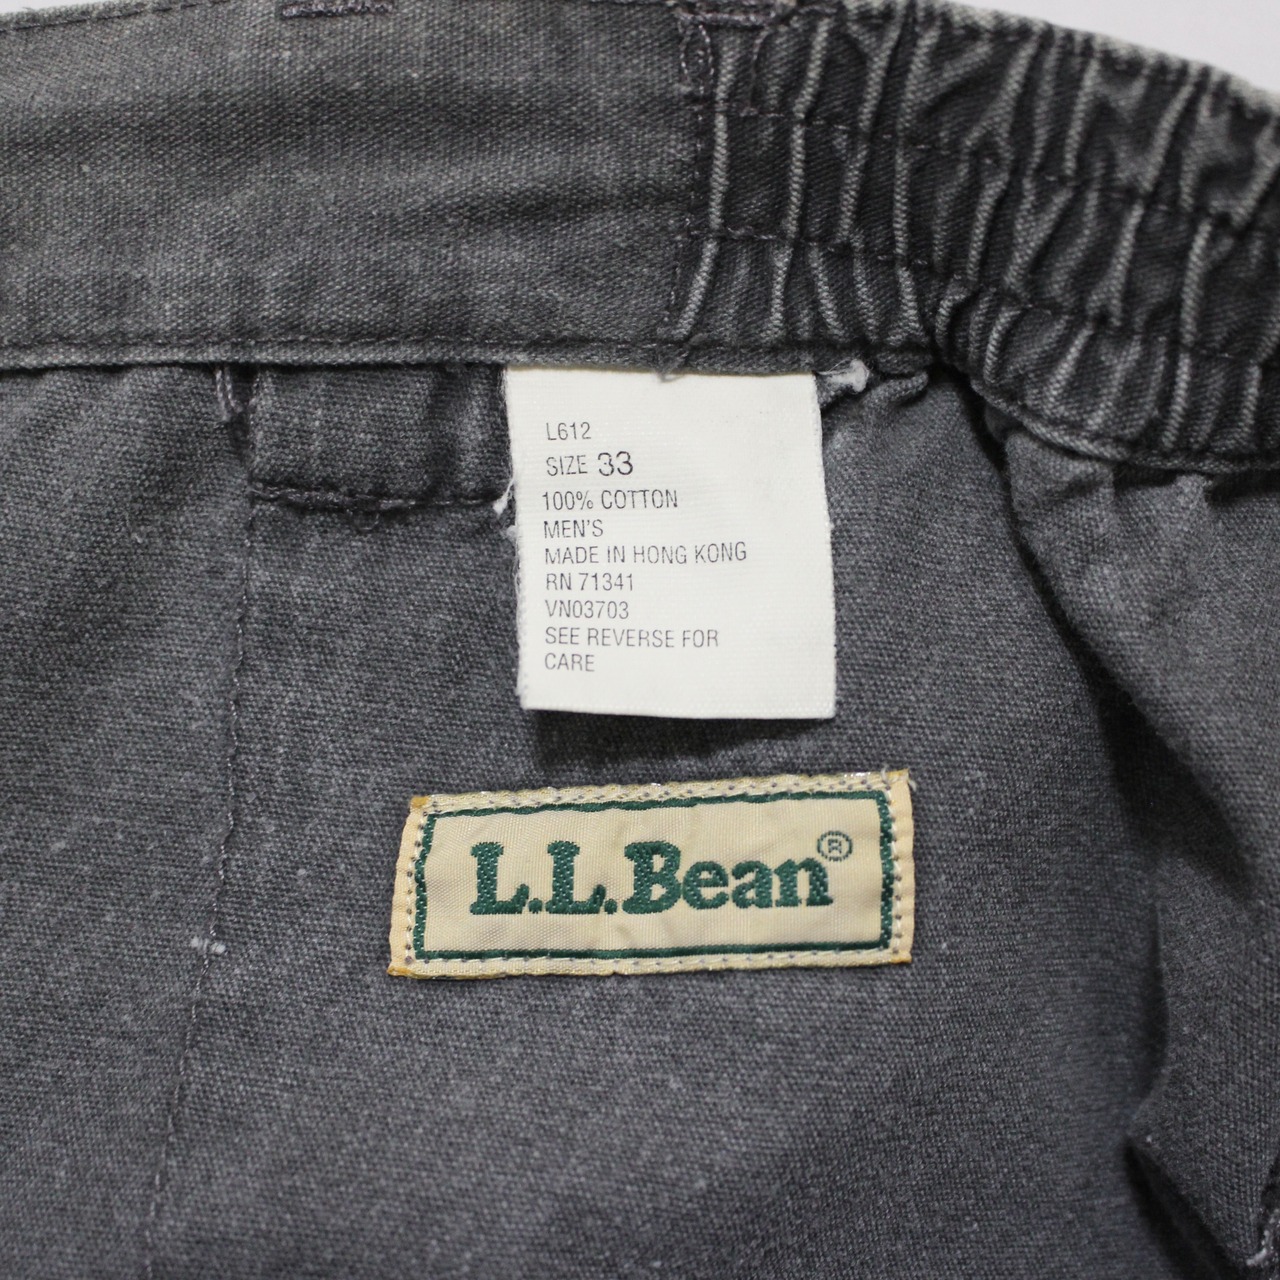 L612
SIZE 33
100% COTTON
MEN'S
MADE IN HONG KONG
RN 71341
VN03703
SEE REVERSE FOR
CARE
L.L.Bean®